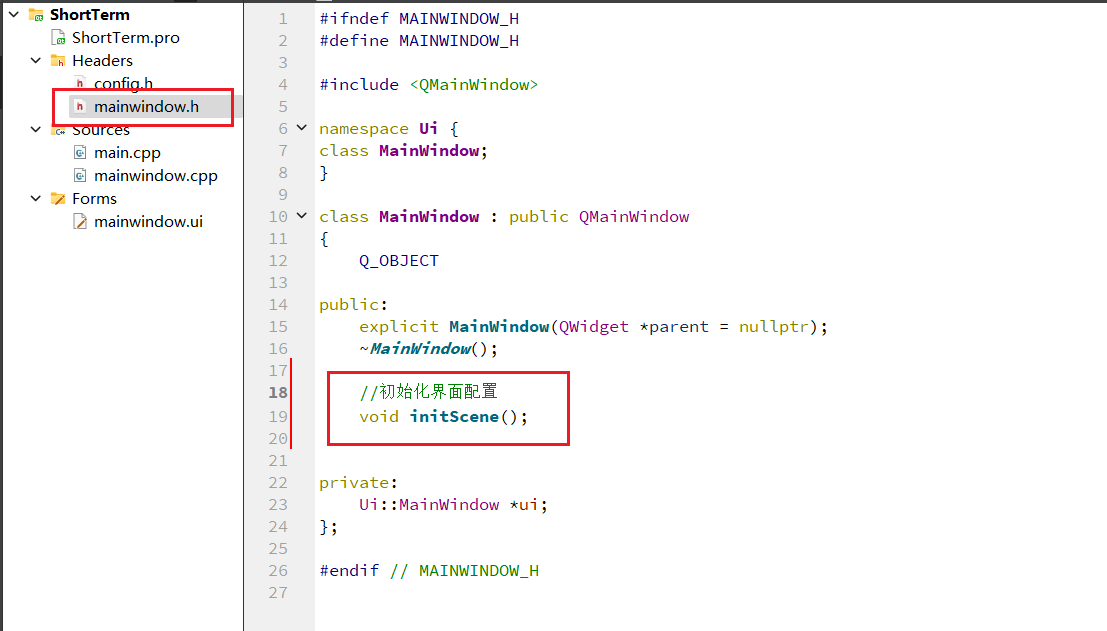 ShortTerm
ShortTerm.pro
Headers
config.h
mainwindow.h
Sources
main.cpp
mainwindow.cpp
Forms
mainwindow.ui
1 #ifndef MAINWINDOW_H
2 #define MAINWINDOW_H
3
4 #include <QMainWindow>
5
6 namespace Ui {
7 class MainWindow;
8 }
9
10 class MainWindow : public QMainWindow
11 {
12     Q_OBJECT
13
14 public:
15     explicit MainWindow(QWidget *parent = nullptr);
16     ~MainWindow();
17
18     //初始化界面配置
19     void initScene();
20
21
22 private:
23     Ui::MainWindow *ui;
24 };
25
26 #endif // MAINWINDOW_H
27